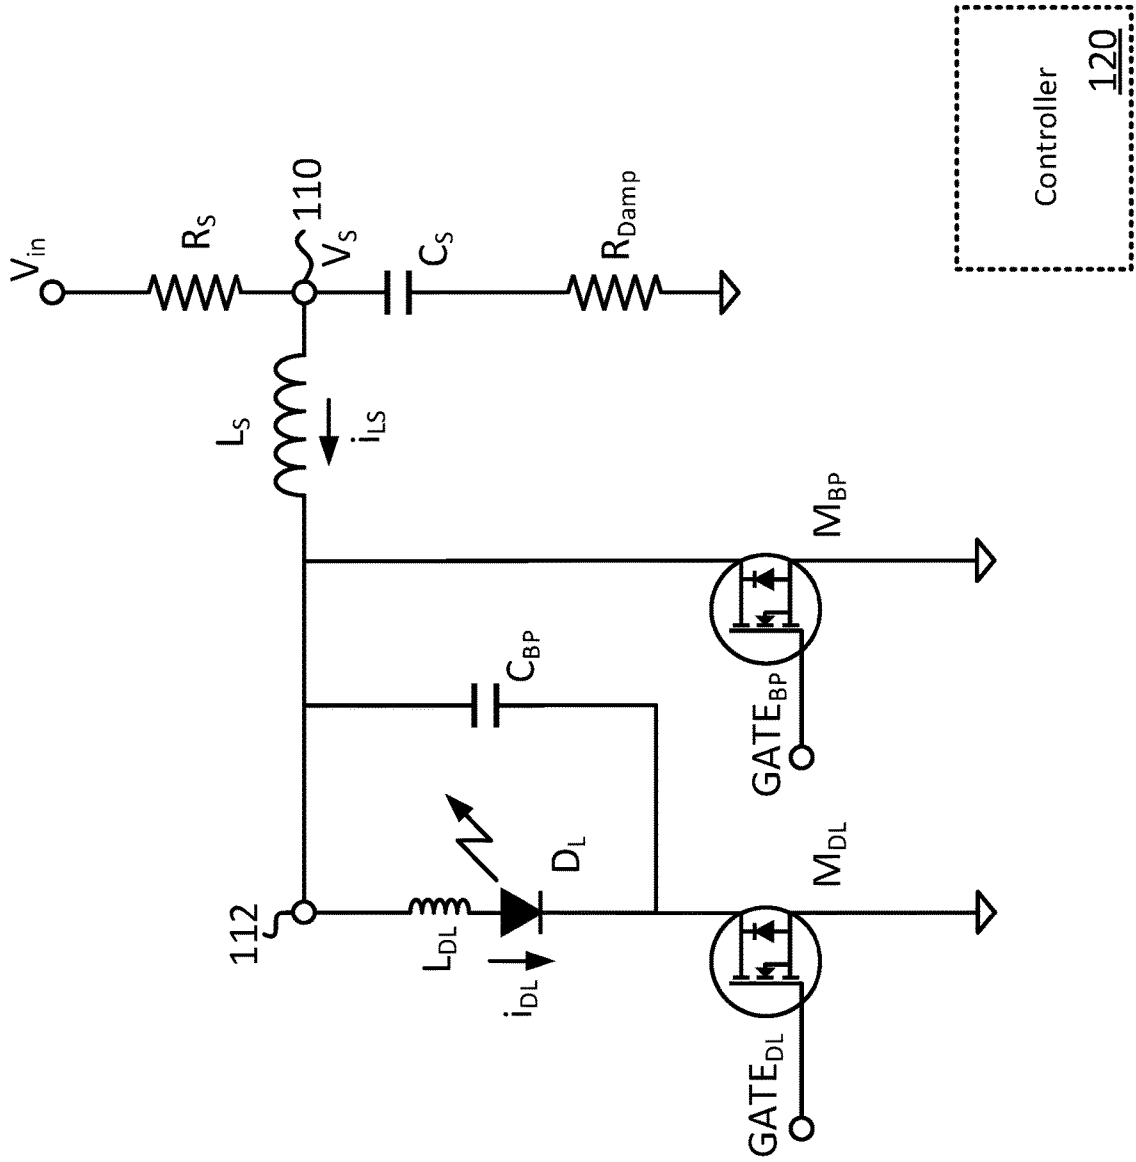 V_in
R_S
110
V_S
C_S
R_Damp
L_S
i_LS
112
L_DL
i_DL
D_L
C_BP
GATE_DL
M_DL
GATE_BP
M_BP
Controller
120